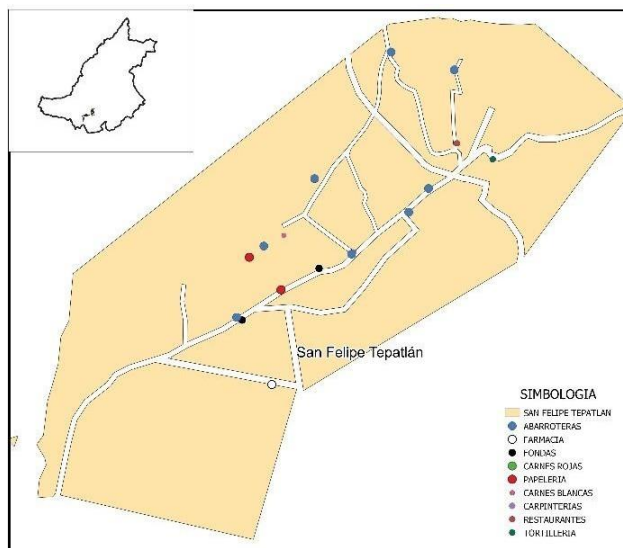 San Felipe Tepatlán
SIMBOLOGIA
SAN FELIPE TEPATLAN
ABARROTERAS
FARMACIA
FONDAS
CARNES ROJAS
PAPELERIA
CARNES BLANCAS
CARPINTERIAS
RESTAURANTES
TORTILLERIA